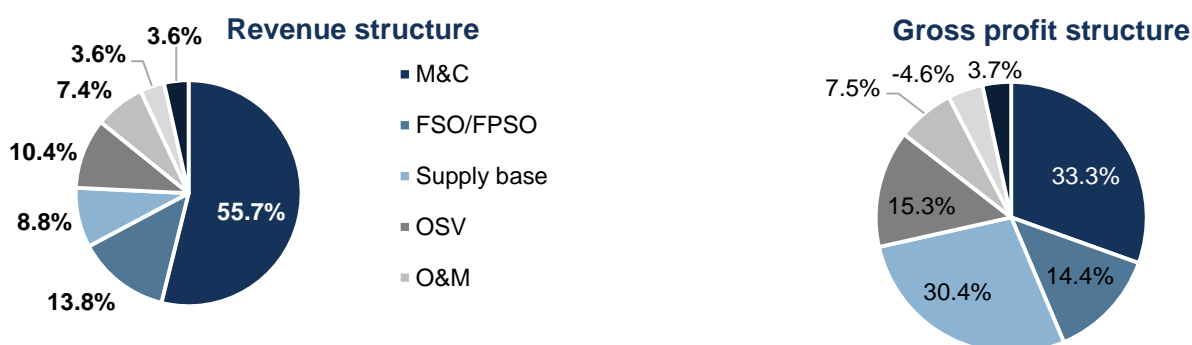 Revenue structure
3.6%
3.6%
7.4%
10.4%
8.8%
13.8%
55.7%
M&C
FSO/FPSO
Supply base
OSV
O&M
Gross profit structure
7.5%
-4.6%
3.7%
33.3%
15.3%
14.4%
30.4%